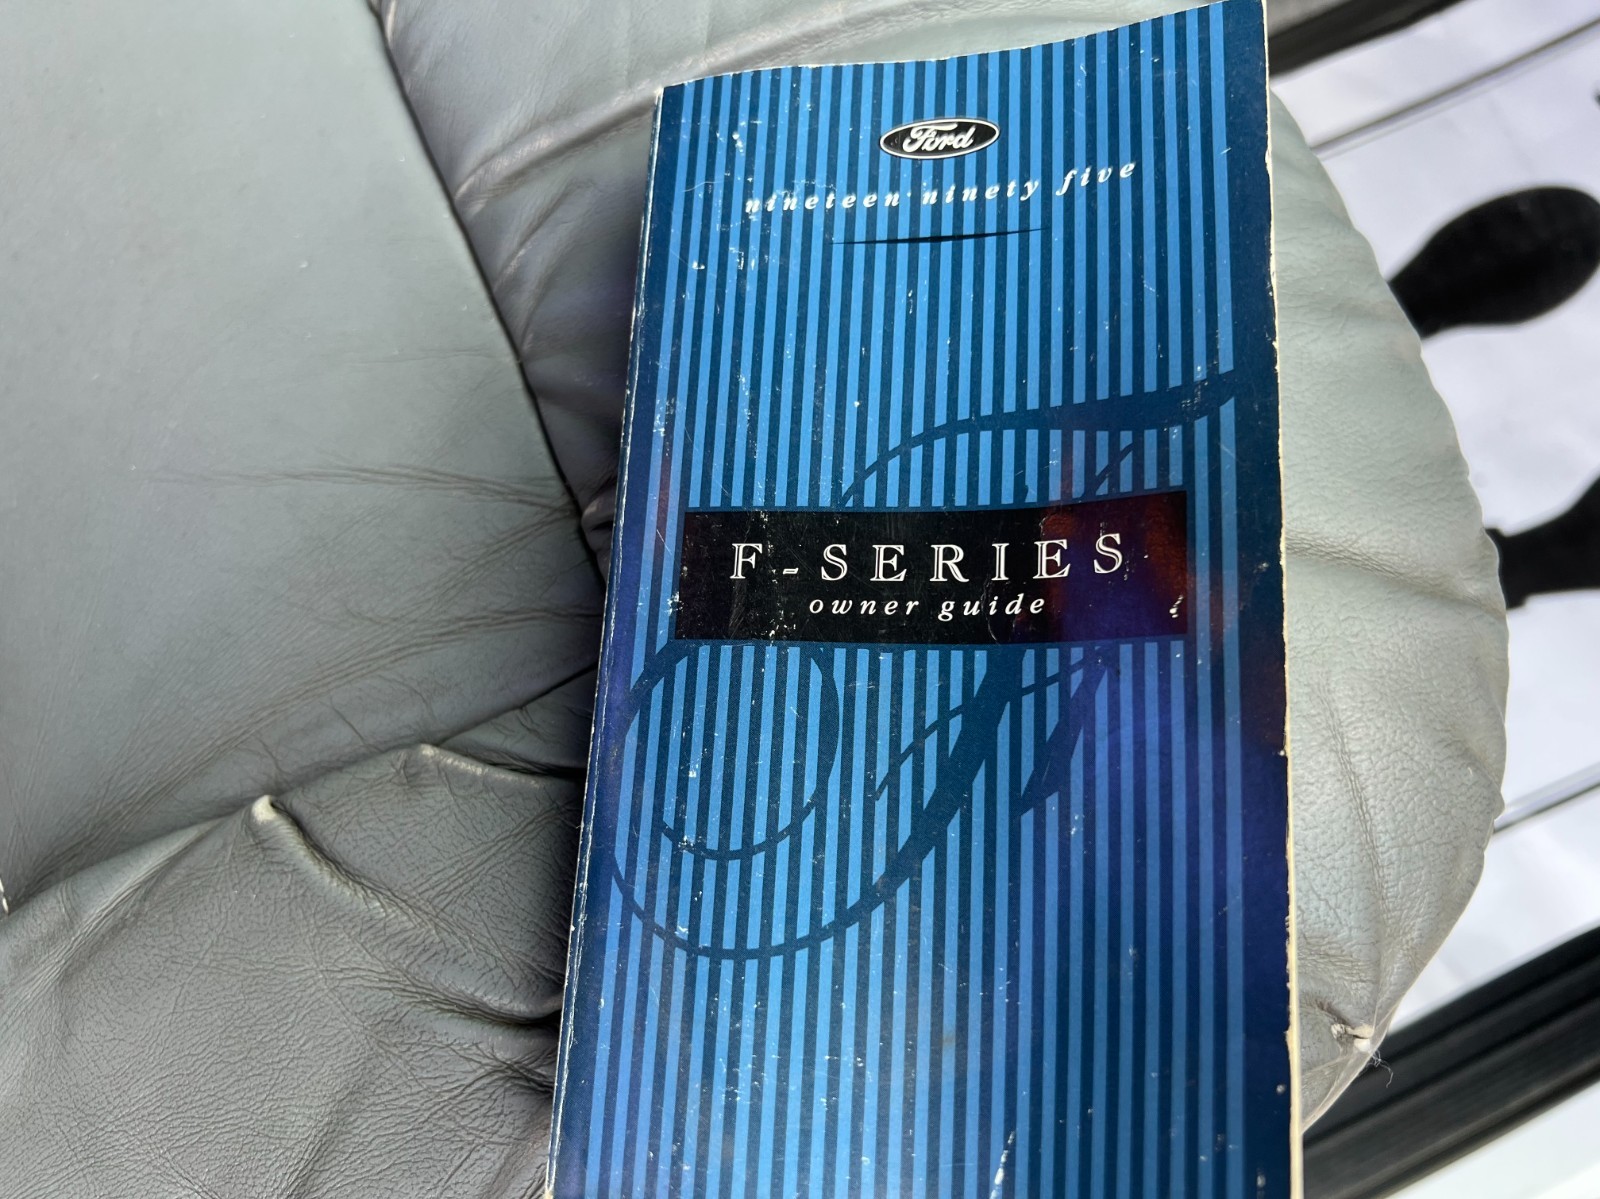 Ford
nineteen ninety five
F-SERIES
owner guide